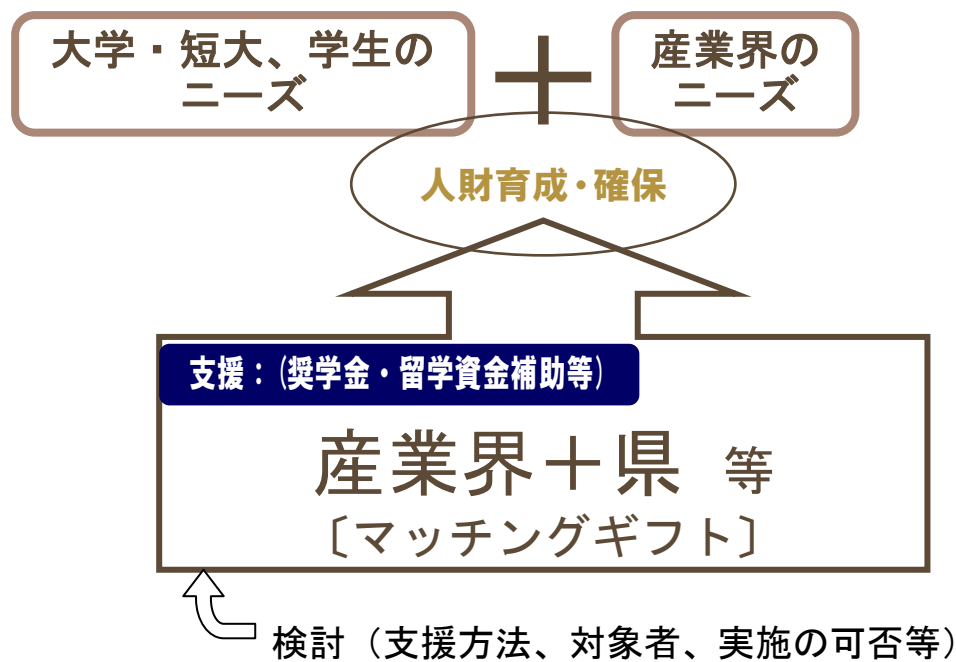 大学・短大、学生の
ニーズ
＋
産業界の
ニーズ
人財育成・確保
支援：（奨学金・留学資金補助等）
産業界＋県 等
〔マッチングギフト〕
検討（支援方法、対象者、実施の可否等）